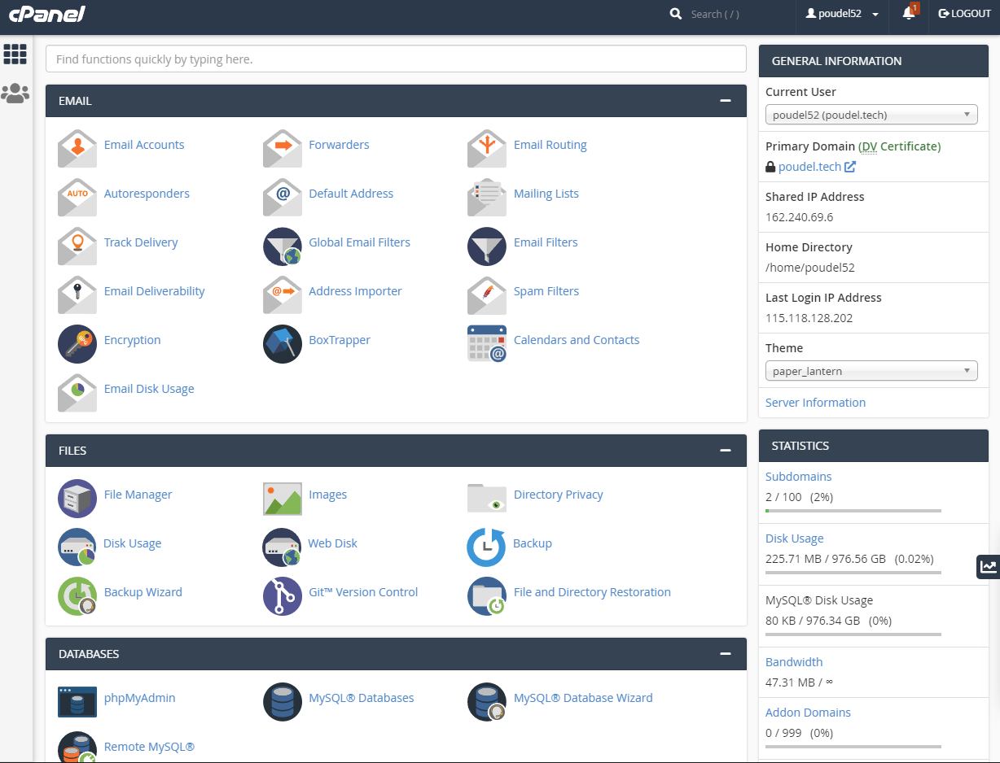 cPanel
Search ( / )
poudel52
1
LOGOUT
Find functions quickly by typing here.
EMAIL
Email Accounts
Forwarders
Email Routing
AUTO
Autoresponders
@
Default Address
Mailing Lists
Track Delivery
Global Email Filters
Email Filters
Email Deliverability
@
Address Importer
Spam Filters
Encryption
BoxTrapper
@
Calendars and Contacts
Email Disk Usage
FILES
File Manager
Images
Directory Privacy
Disk Usage
Web Disk
Backup
Backup Wizard
Git™ Version Control
File and Directory Restoration
DATABASES
phpMyAdmin
MySQL® Databases
MySQL® Database Wizard
Remote MySQL®
GENERAL INFORMATION
Current User
poudel52 (poudel.tech)
Primary Domain (DV Certificate)
poudel.tech
Shared IP Address
162.240.69.6
Home Directory
/home/poudel52
Last Login IP Address
115.118.128.202
Theme
paper_lantern
Server Information
STATISTICS
Subdomains
2 / 100 (2%)
Disk Usage
225.71 MB / 976.56 GB (0.02%)
MySQL® Disk Usage
80 KB / 976.34 GB (0%)
Bandwidth
47.31 MB / ∞
Addon Domains
0 / 999 (0%)